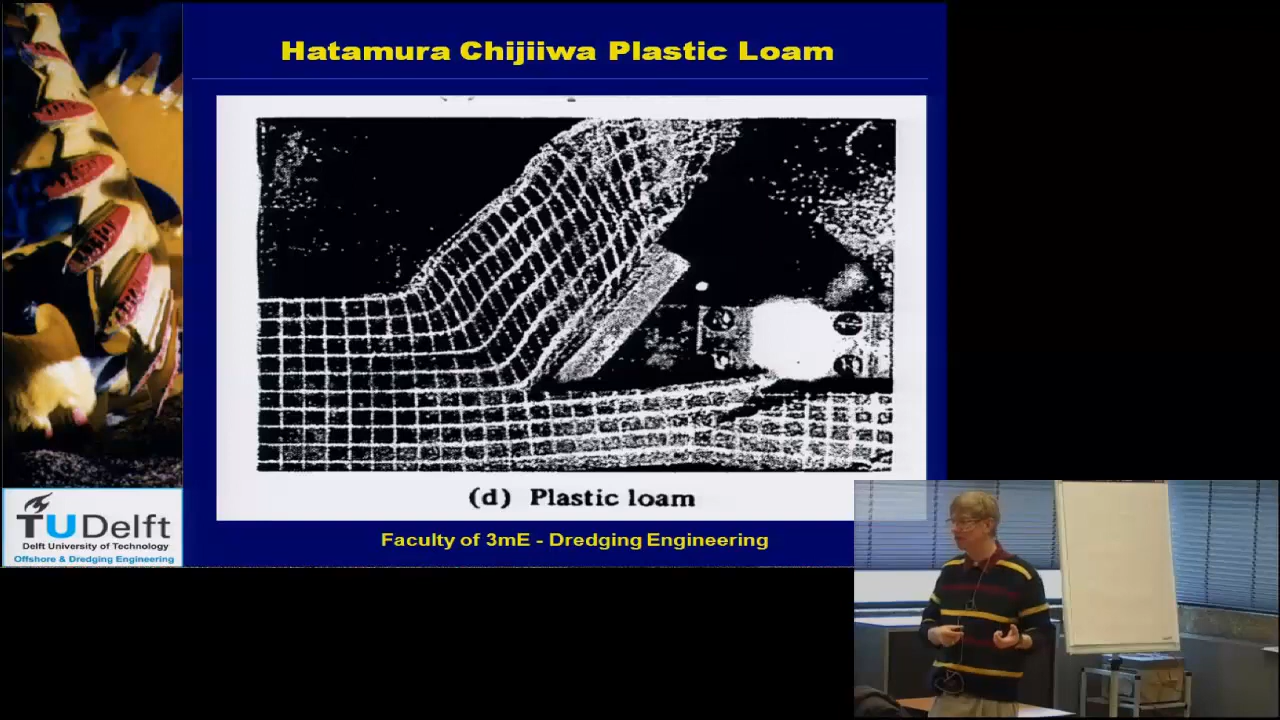 Hatamura Chijiiwa Plastic Loam
(d) Plastic loam
TU Delft
Delft University of Technology
Offshore & Dredging Engineering
Faculty of 3mE - Dredging Engineering